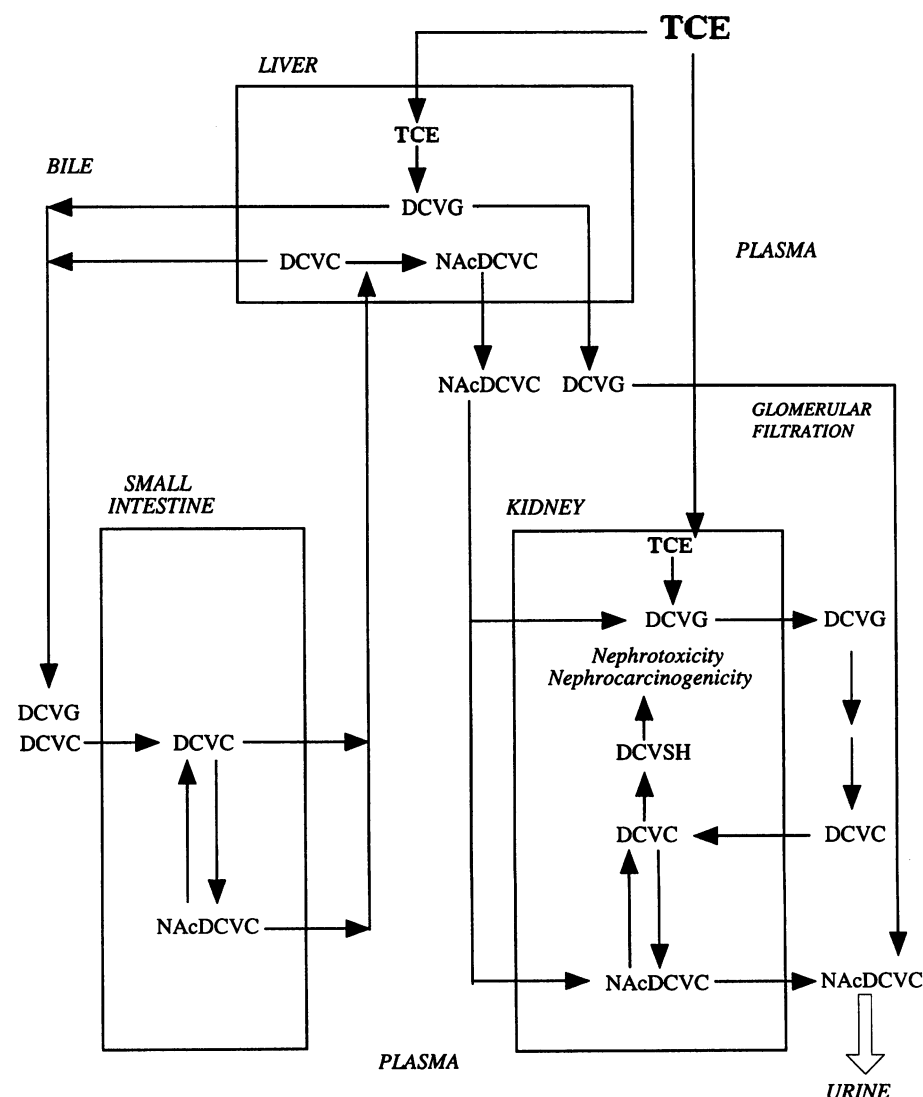 TCE
LIVER
TCE
BILE
DCVG
PLASMA
DCVC
NAcDCVC
NAcDCVC
DCVG
GLOMERULAR
FILTRATION
SMALL
INTESTINE
KIDNEY
TCE
DCVG
DCVG
Nephrotoxicity
Nephrocarcinogenicity
DCVG
DCVC
DCVC
DCVSH
DCVC
DCVC
NAcDCVC
NAcDCVC
NAcDCVC
PLASMA
URINE